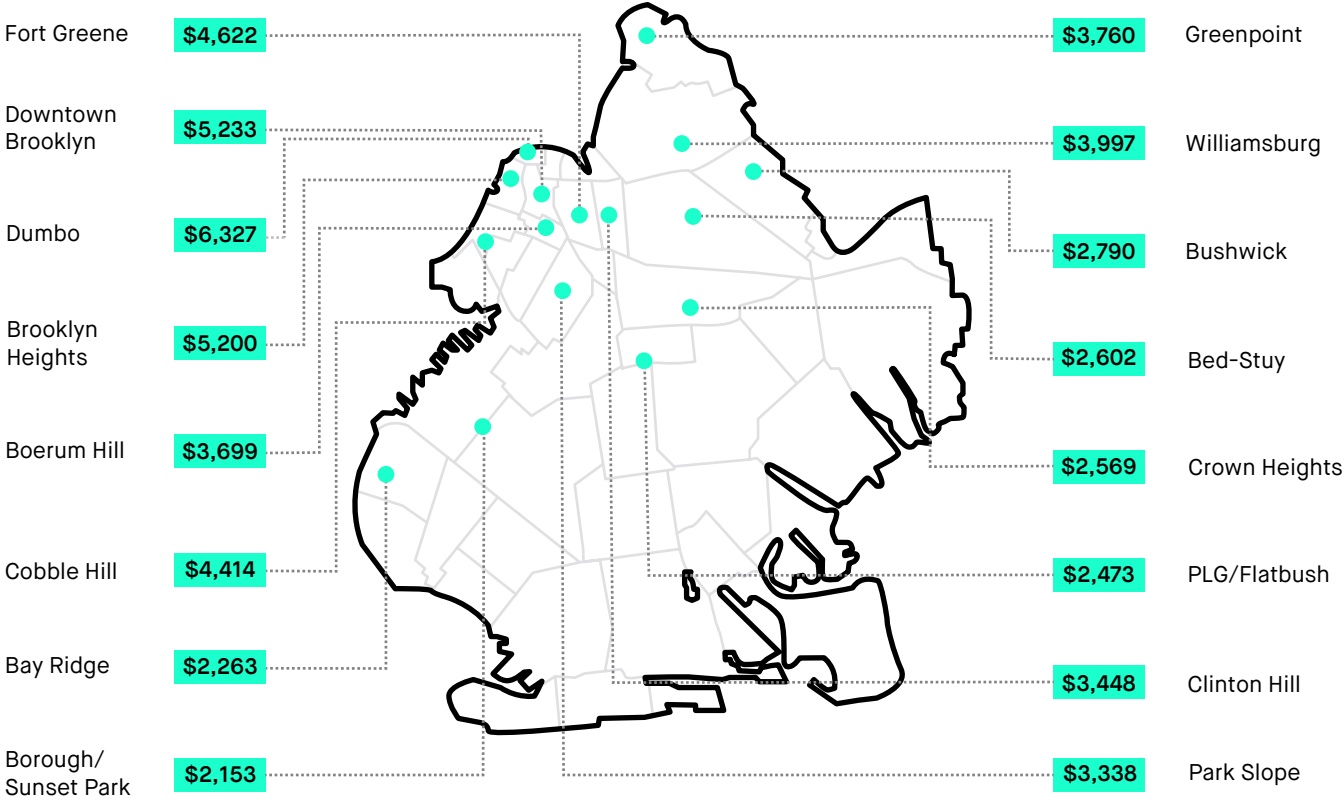 Fort Greene
$4,622
Downtown
Brooklyn
$5,233
Dumbo
$6,327
Brooklyn
Heights
$5,200
Boerum Hill
$3,699
Cobble Hill
$4,414
Bay Ridge
$2,263
Borough/
Sunset Park
$2,153
$3,760
Greenpoint
$3,997
Williamsburg
$2,790
Bushwick
$2,602
Bed-Stuy
$2,569
Crown Heights
$2,473
PLG/Flatbush
$3,448
Clinton Hill
$3,338
Park Slope